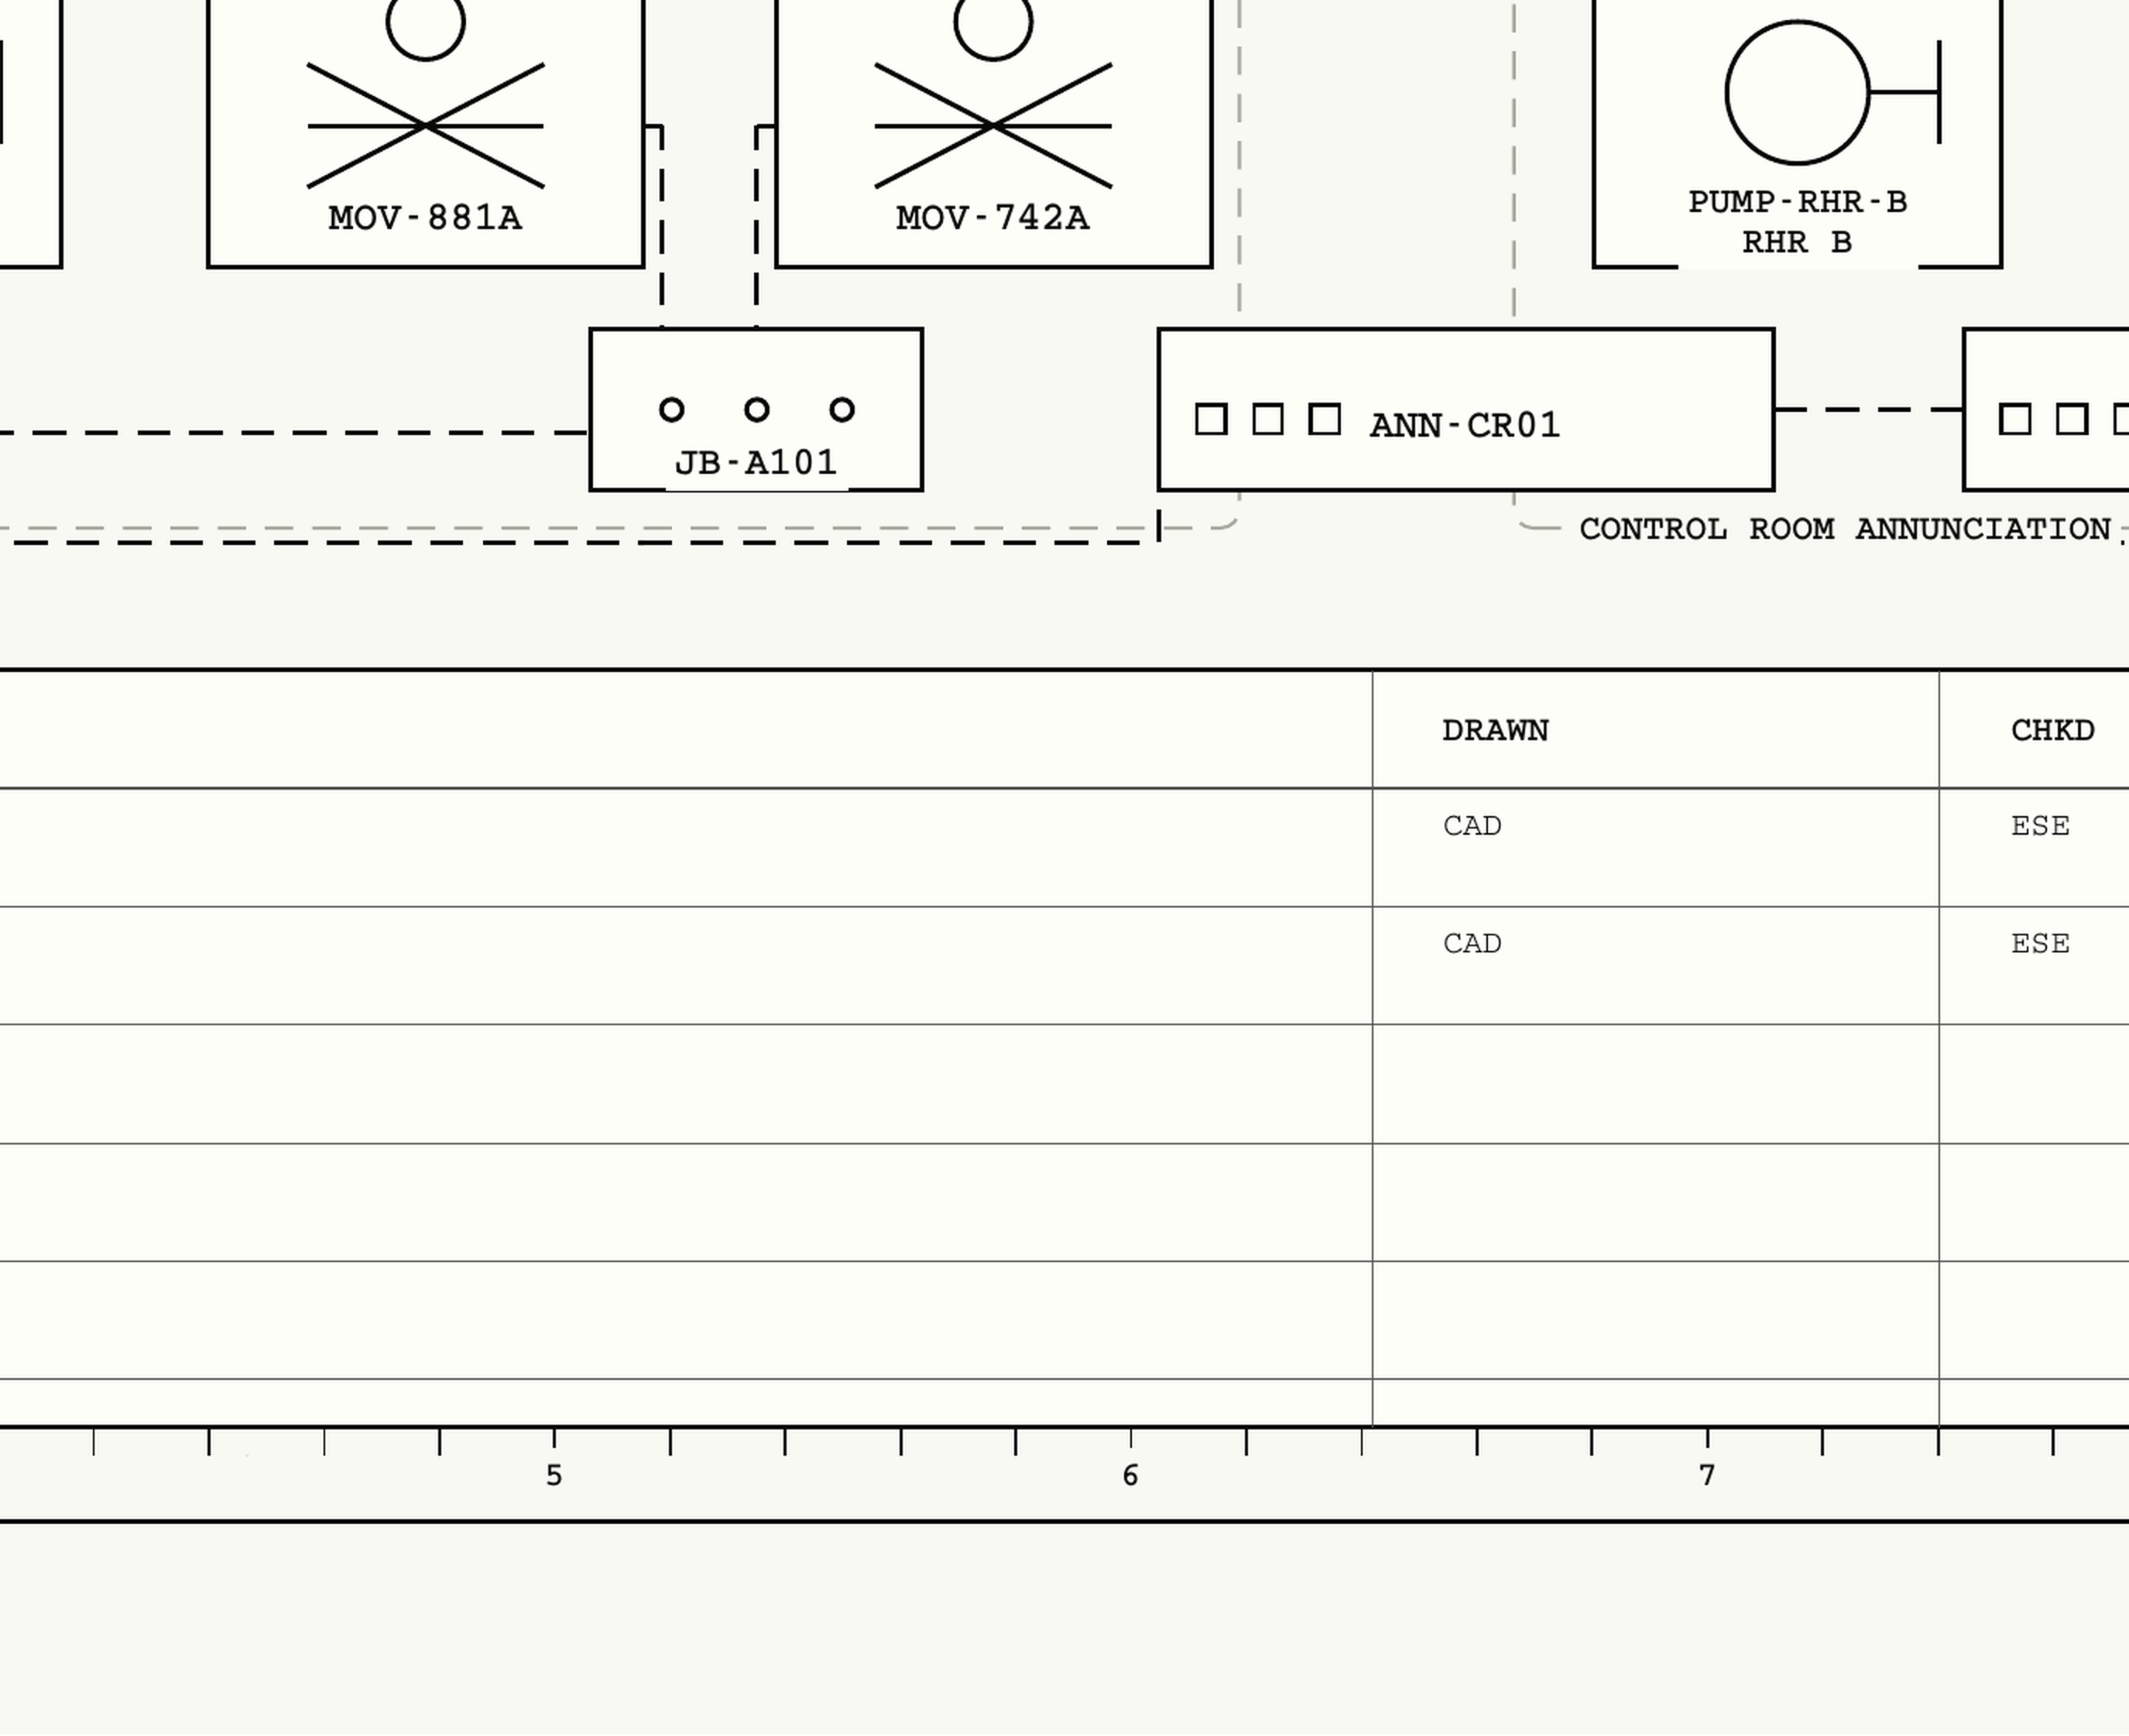 MOV-881A
MOV-742A
PUMP-RHR-B
RHR B
JB-A101
ANN-CR01
CONTROL ROOM ANNUNCIATION
DRAWN
CHKD
CAD
ESE
CAD
ESE
5
6
7